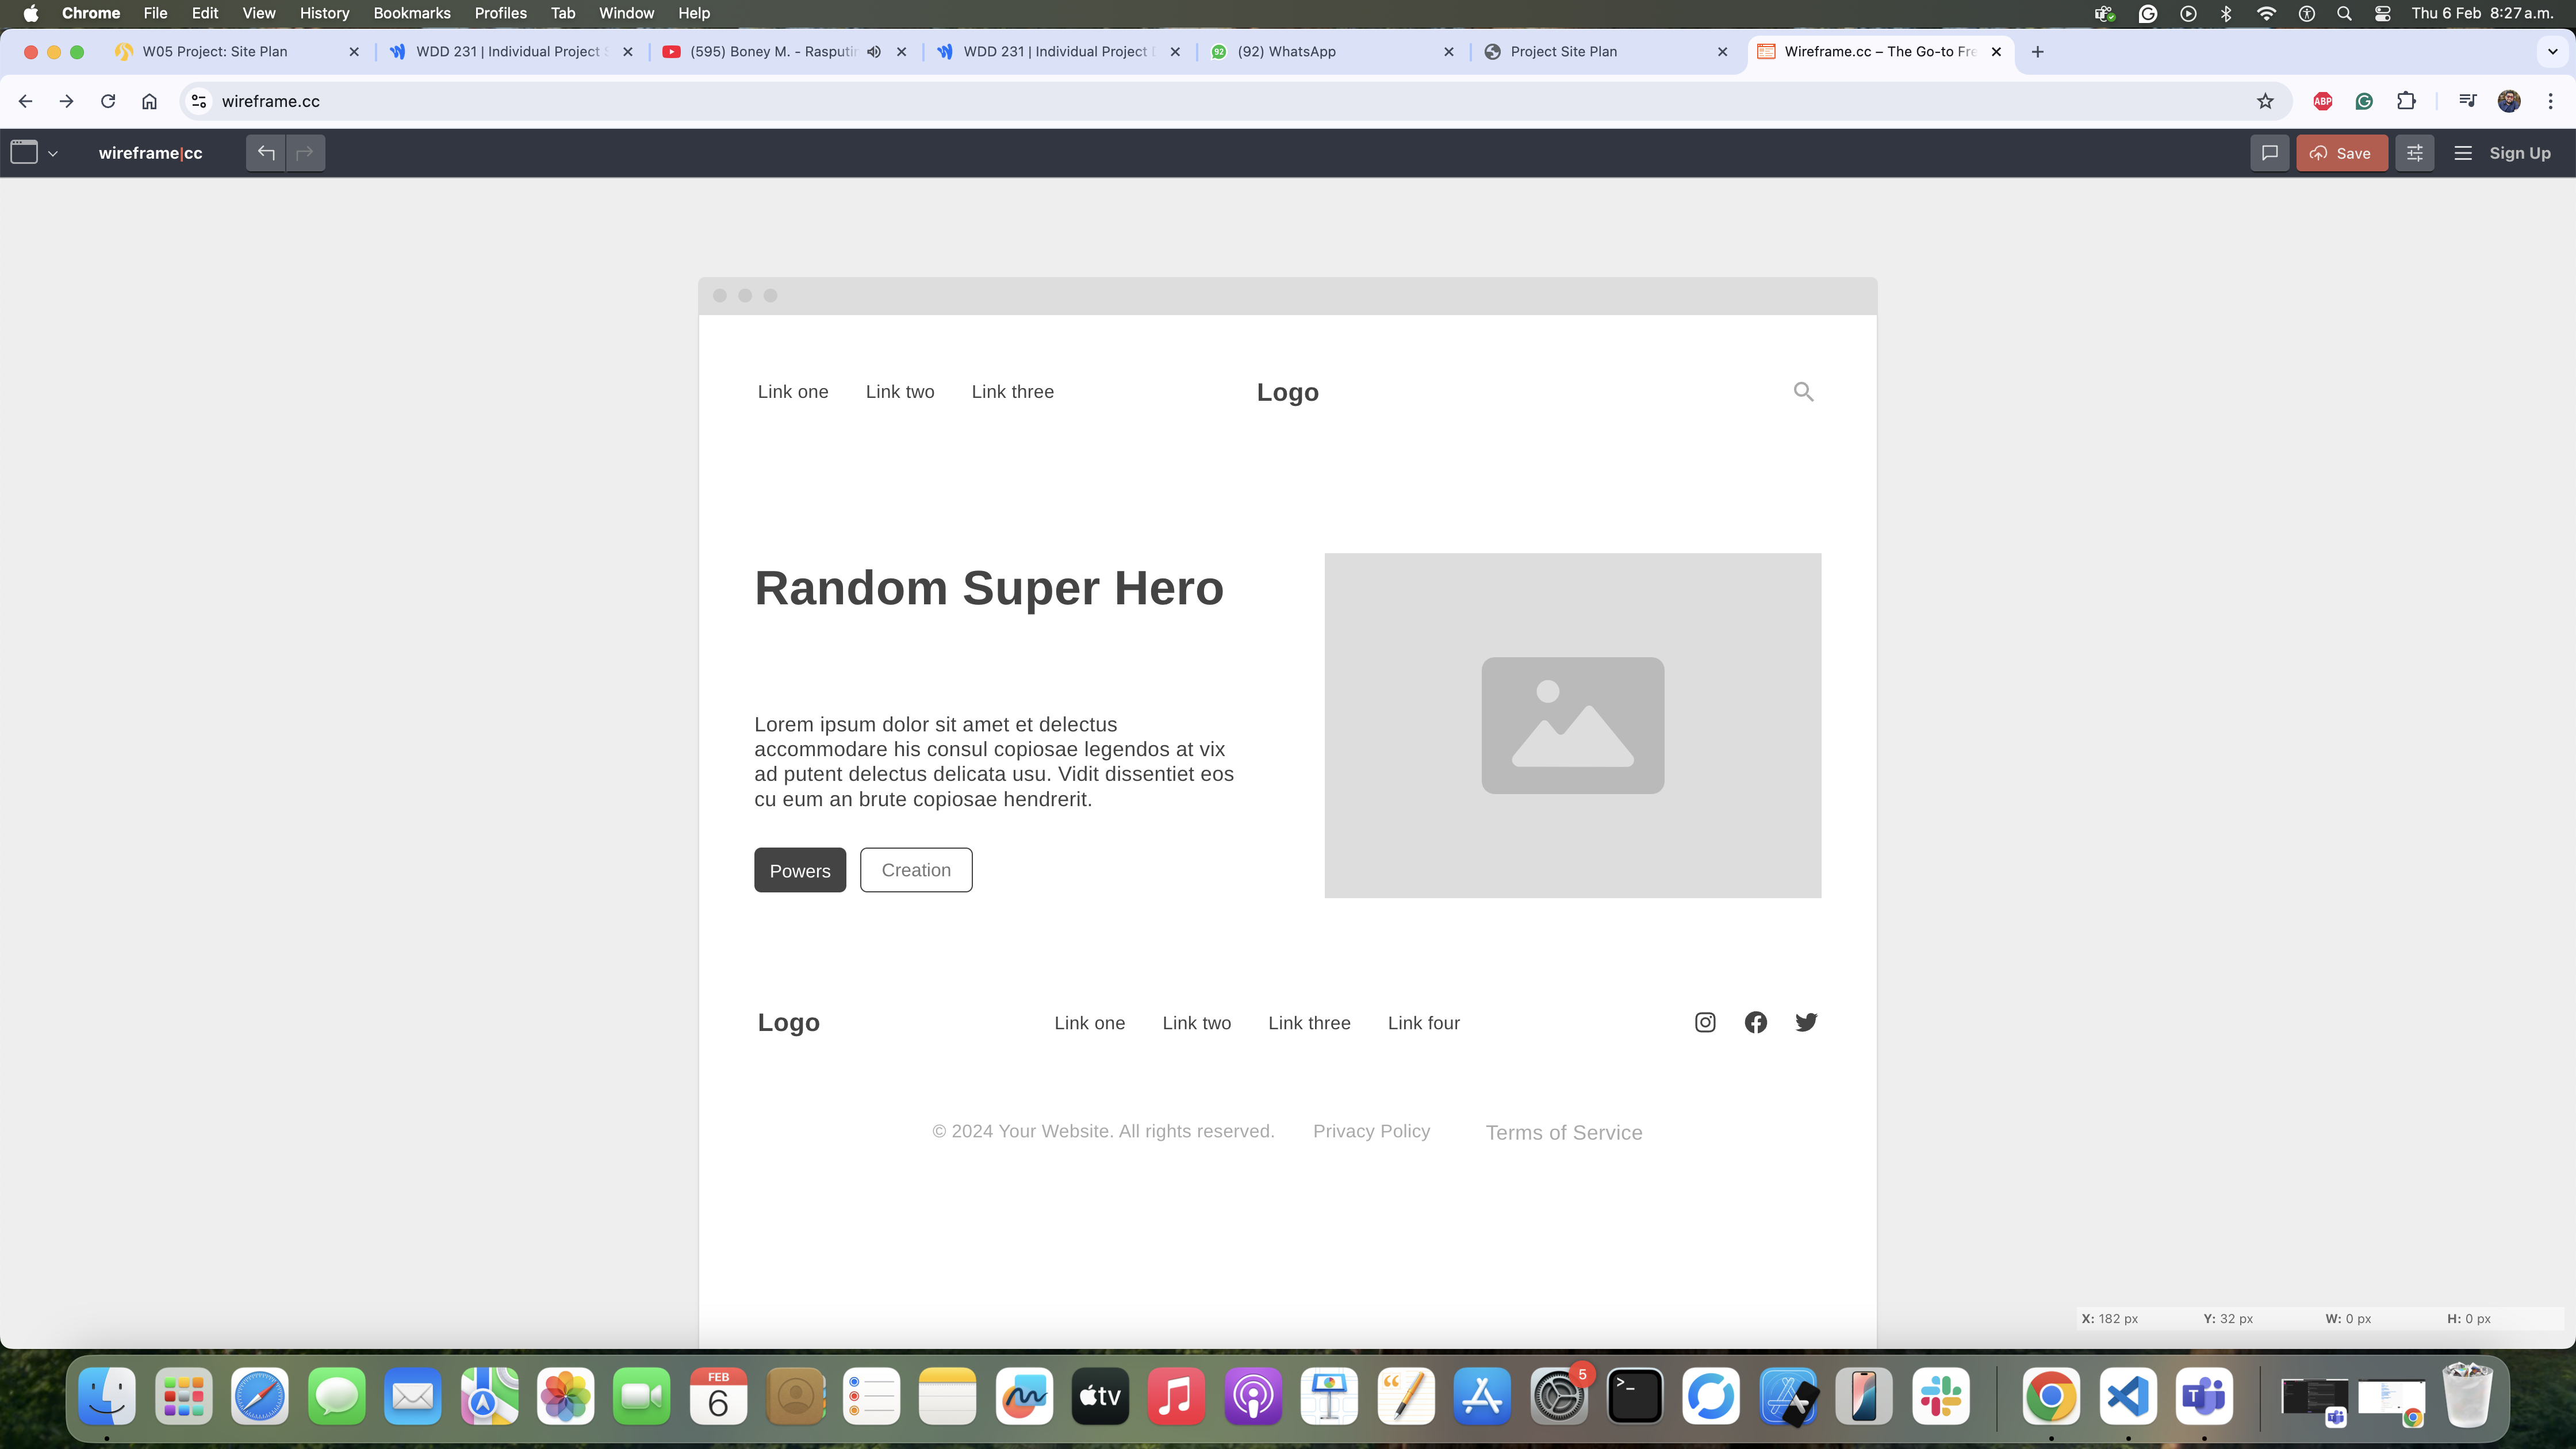 Chrome File Edit View History Bookmarks Profiles Tab Window Help Thu 6 Feb 8:27 a.m.
W05 Project: Site Plan WDD 231 | Individual Project (595) Boney M. - Rasputin WDD 231 | Individual Project 92 (92) WhatsApp Project Site Plan Wireframe.cc – The Go-to Fre
wireframe.cc ABP
wireframe|cc Save Sign Up
Link one Link two Link three Logo
Random Super Hero
Lorem ipsum dolor sit amet et delectus
accommodare his consul copiosae legendos at vix
ad putent delectus delicata usu. Vidit dissentiet eos
cu eum an brute copiosae hendrerit.
Powers Creation
Logo Link one Link two Link three Link four
© 2024 Your Website. All rights reserved. Privacy Policy Terms of Service
X: 182 px Y: 32 px W: 0 px H: 0 px
FEB
6
tv
5
T